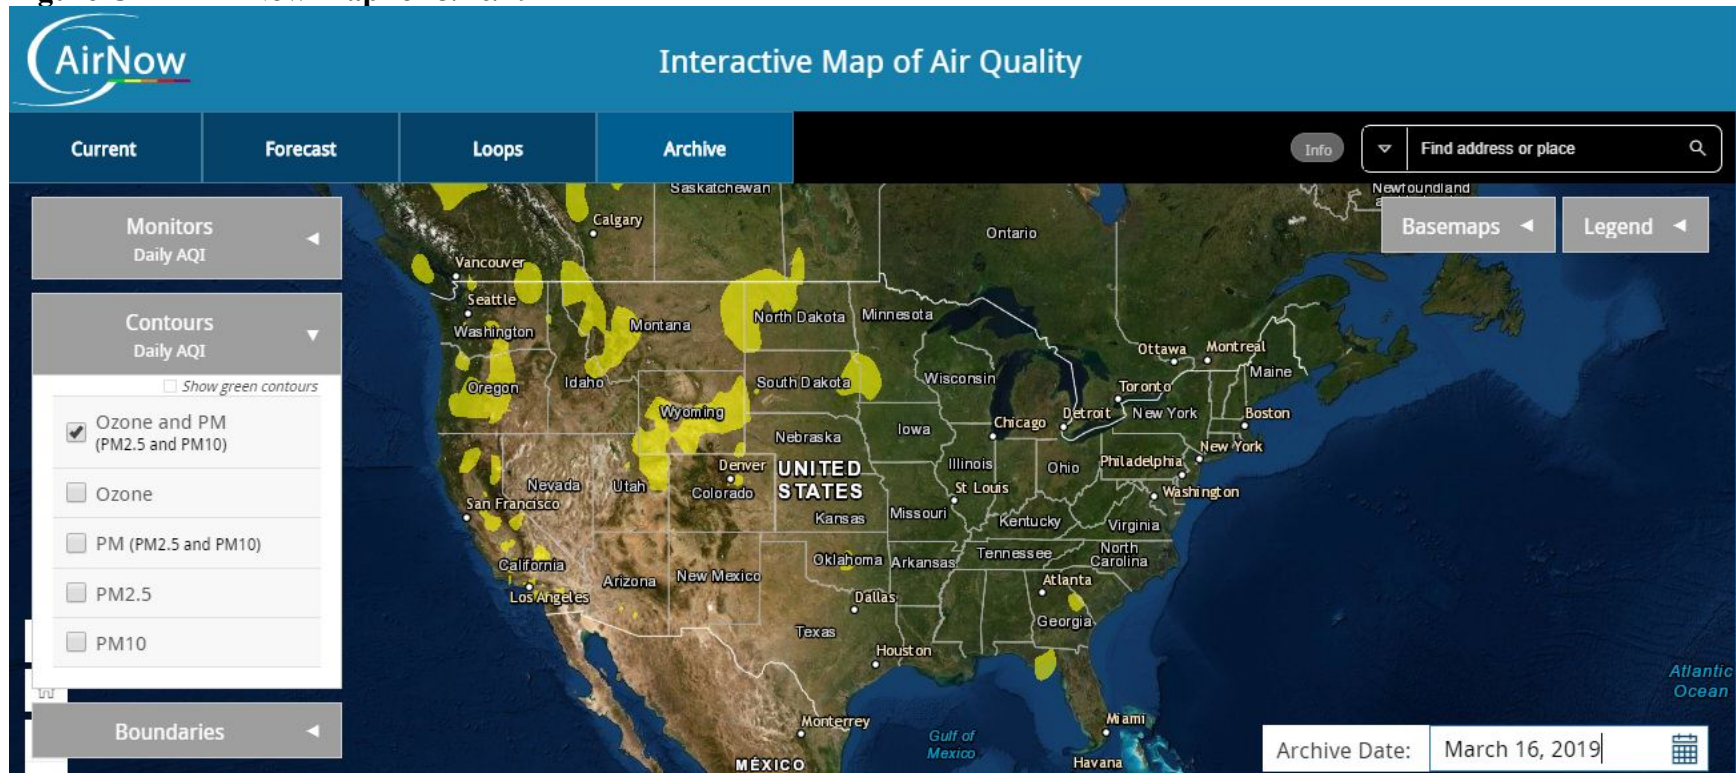 AirNow
Interactive Map of Air Quality
Current
Forecast
Loops
Archive
Info
Find address or place
Monitors
Daily AQI
Contours
Daily AQI
Show green contours
Ozone and PM
(PM2.5 and PM10)
Ozone
PM (PM2.5 and PM10)
PM2.5
PM10
Boundaries
Basemaps
Legend
Saskatchewan
Newfoundland
Calgary
Ontario
Vancouver
Seattle
Washington
Montana
North Dakota
Minnesota
Ottawa
Montreal
Maine
Oregon
Idaho
South Dakota
Wisconsin
Toronto
Wyoming
Detroit
New York
Boston
Chicago
Nebraska
Iowa
New York
Denver
UNITED
STATES
Illinois
Ohio
Philadelphia
Nevada
Utah
Colorado
St Louis
Washington
San Francisco
Kansas
Missouri
Kentucky
Virginia
California
Oklahoma
Arkansas
Tennessee
North
Carolina
Los Angeles
Arizona
New Mexico
Atlanta
Dallas
Texas
Georgia
Houston
Atlantic
Ocean
Monterrey
Gulf of
Mexico
Miami
MÉXICO
Havana
Archive Date:
March 16, 2019